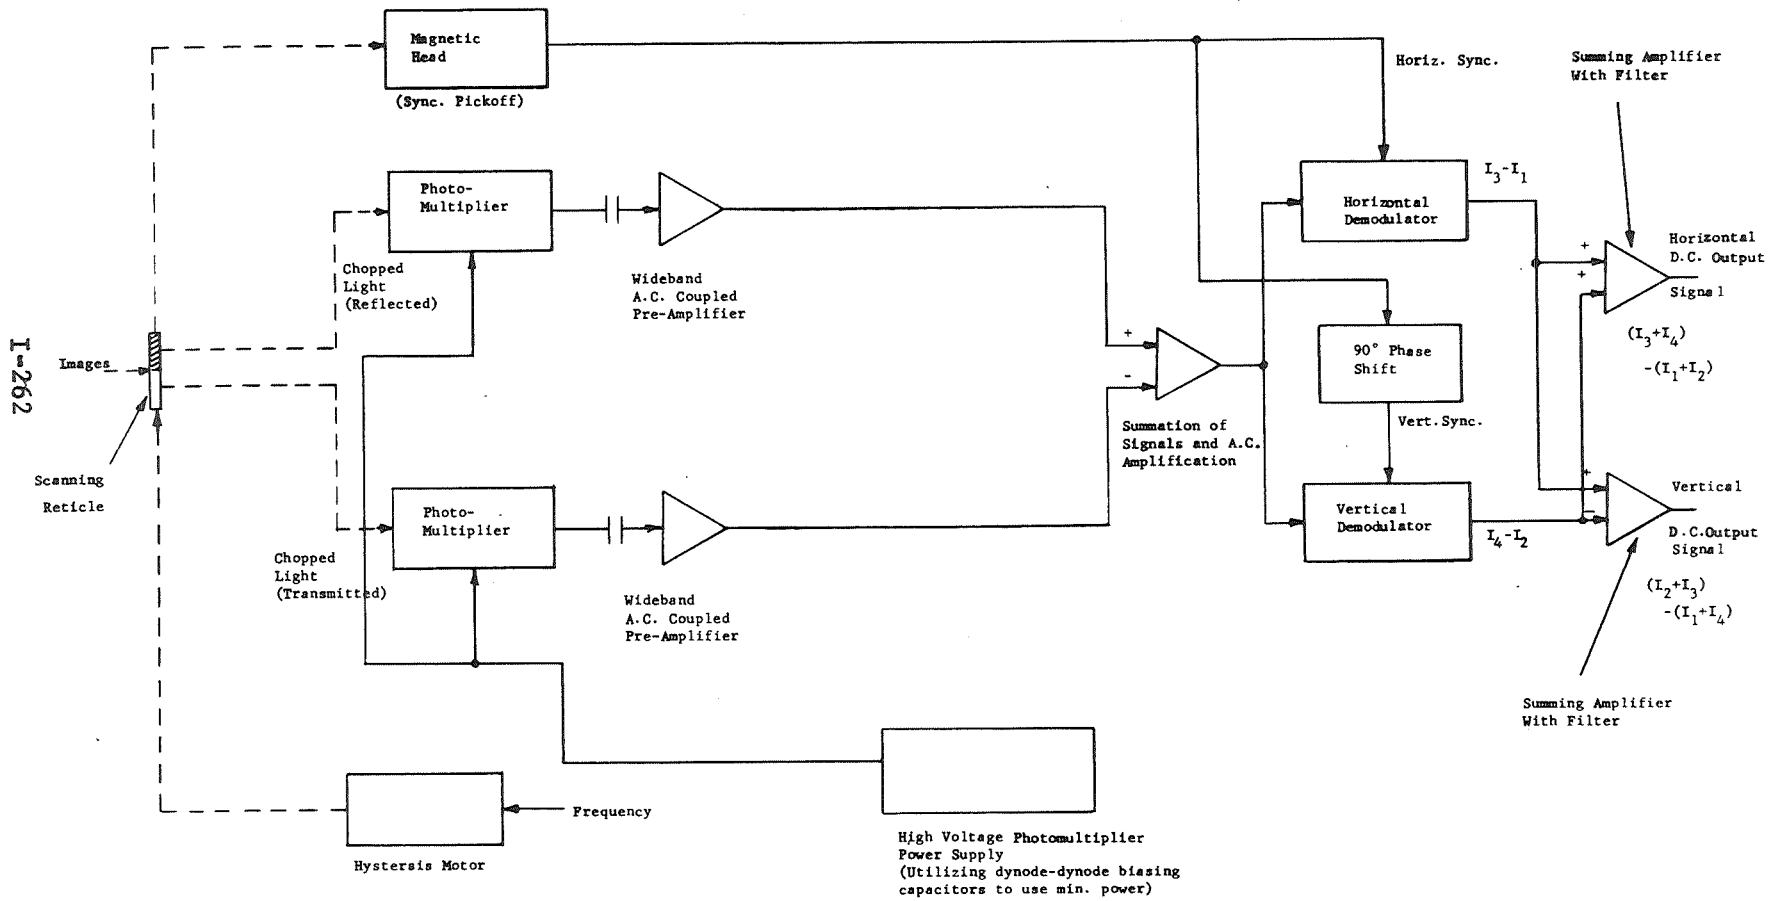 Magnetic
Head
(Sync. Pickoff)
Horiz. Sync.
Summing Amplifier
With Filter
Photo-
Multiplier
Chopped
Light
(Reflected)
Wideband
A.C. Coupled
Pre-Amplifier
Horizontal
Demodulator
I3-I1
+
+
Horizontal
D.C. Output
Signal
(I3+I4)
-(I1+I2)
I-262
Images
Scanning
Reticle
+
-
Summation of
Signals and A.C.
Amplification
90° Phase
Shift
Vert.Sync.
Photo-
Multiplier
Chopped
Light
(Transmitted)
Wideband
A.C. Coupled
Pre-Amplifier
Vertical
Demodulator
I4-I2
+
-
Vertical
D.C.Output
Signal
(I2+I3)
-(I1+I4)
Summing Amplifier
With Filter
Frequency
Hystersis Motor
High Voltage Photomultiplier
Power Supply
(Utilizing dynode-dynode biasing
capacitors to use min. power)